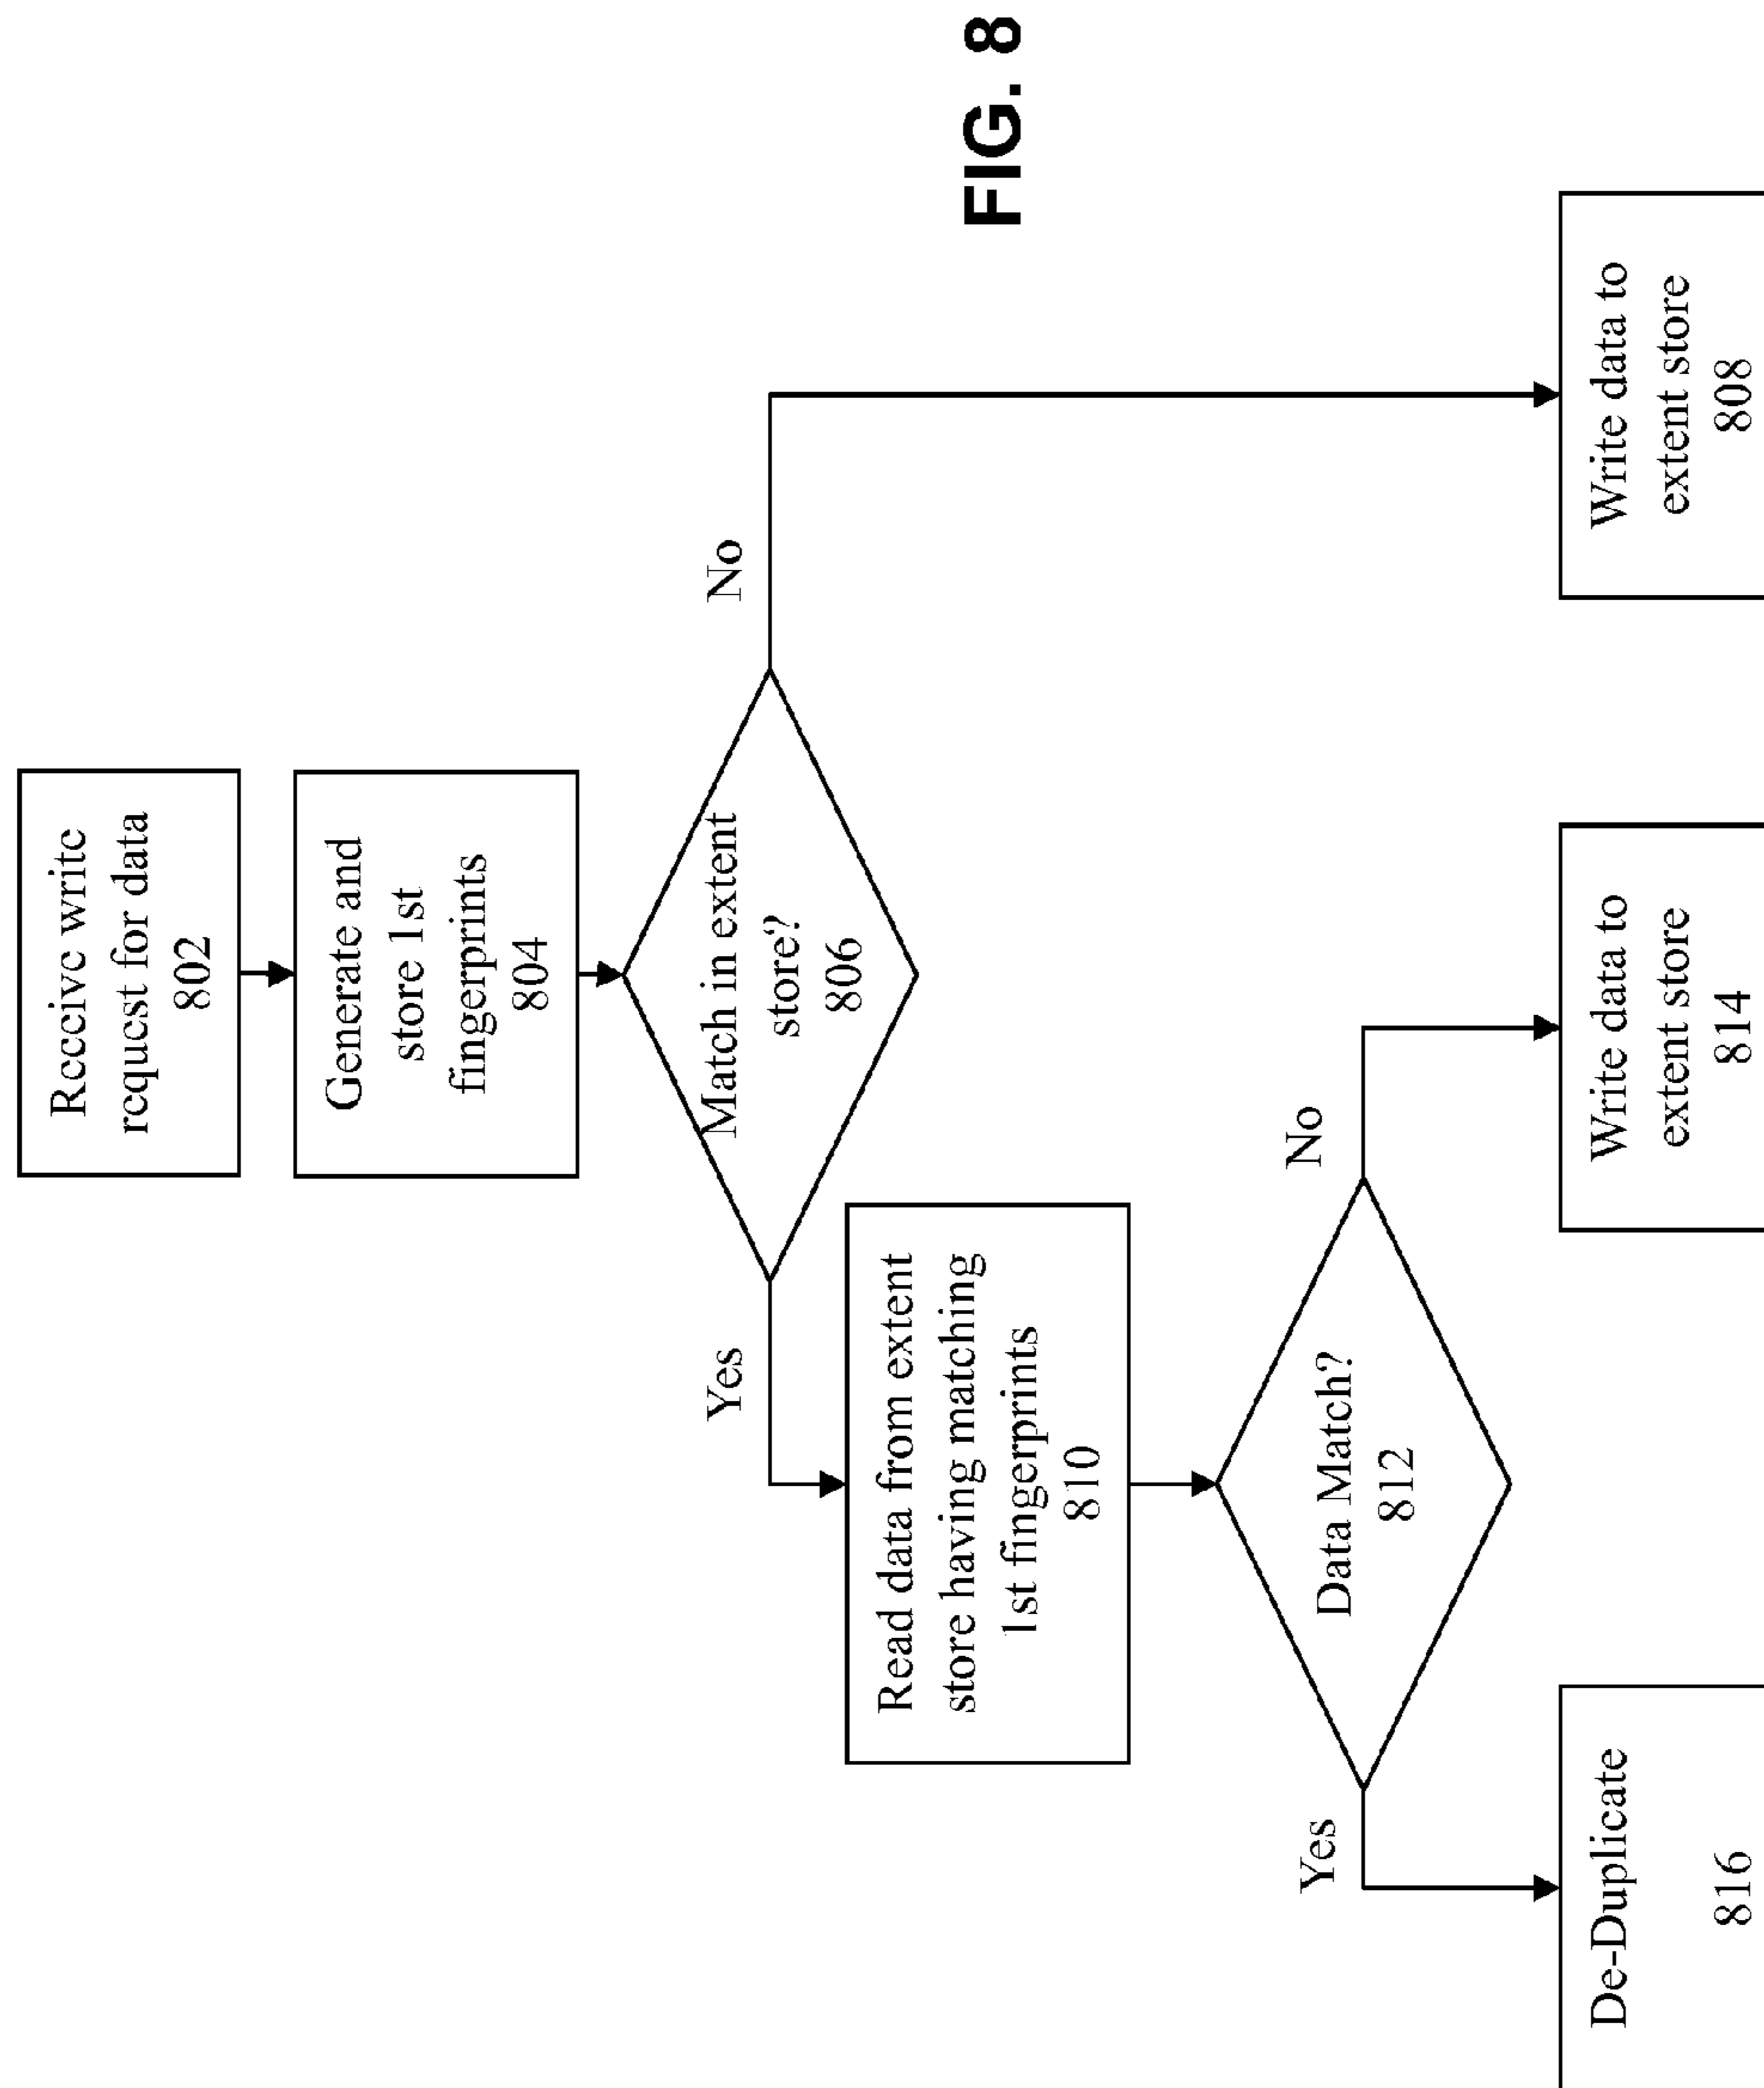 Receive write
request for data
802
Generate and
store 1st
fingerprints
804
Match in extent
store?
806
Yes
No
Read data from extent
store having matching
1st fingerprints
810
Data Match?
812
Yes
No
De-Duplicate
816
Write data to
extent store
814
Write data to
extent store
808
FIG. 8